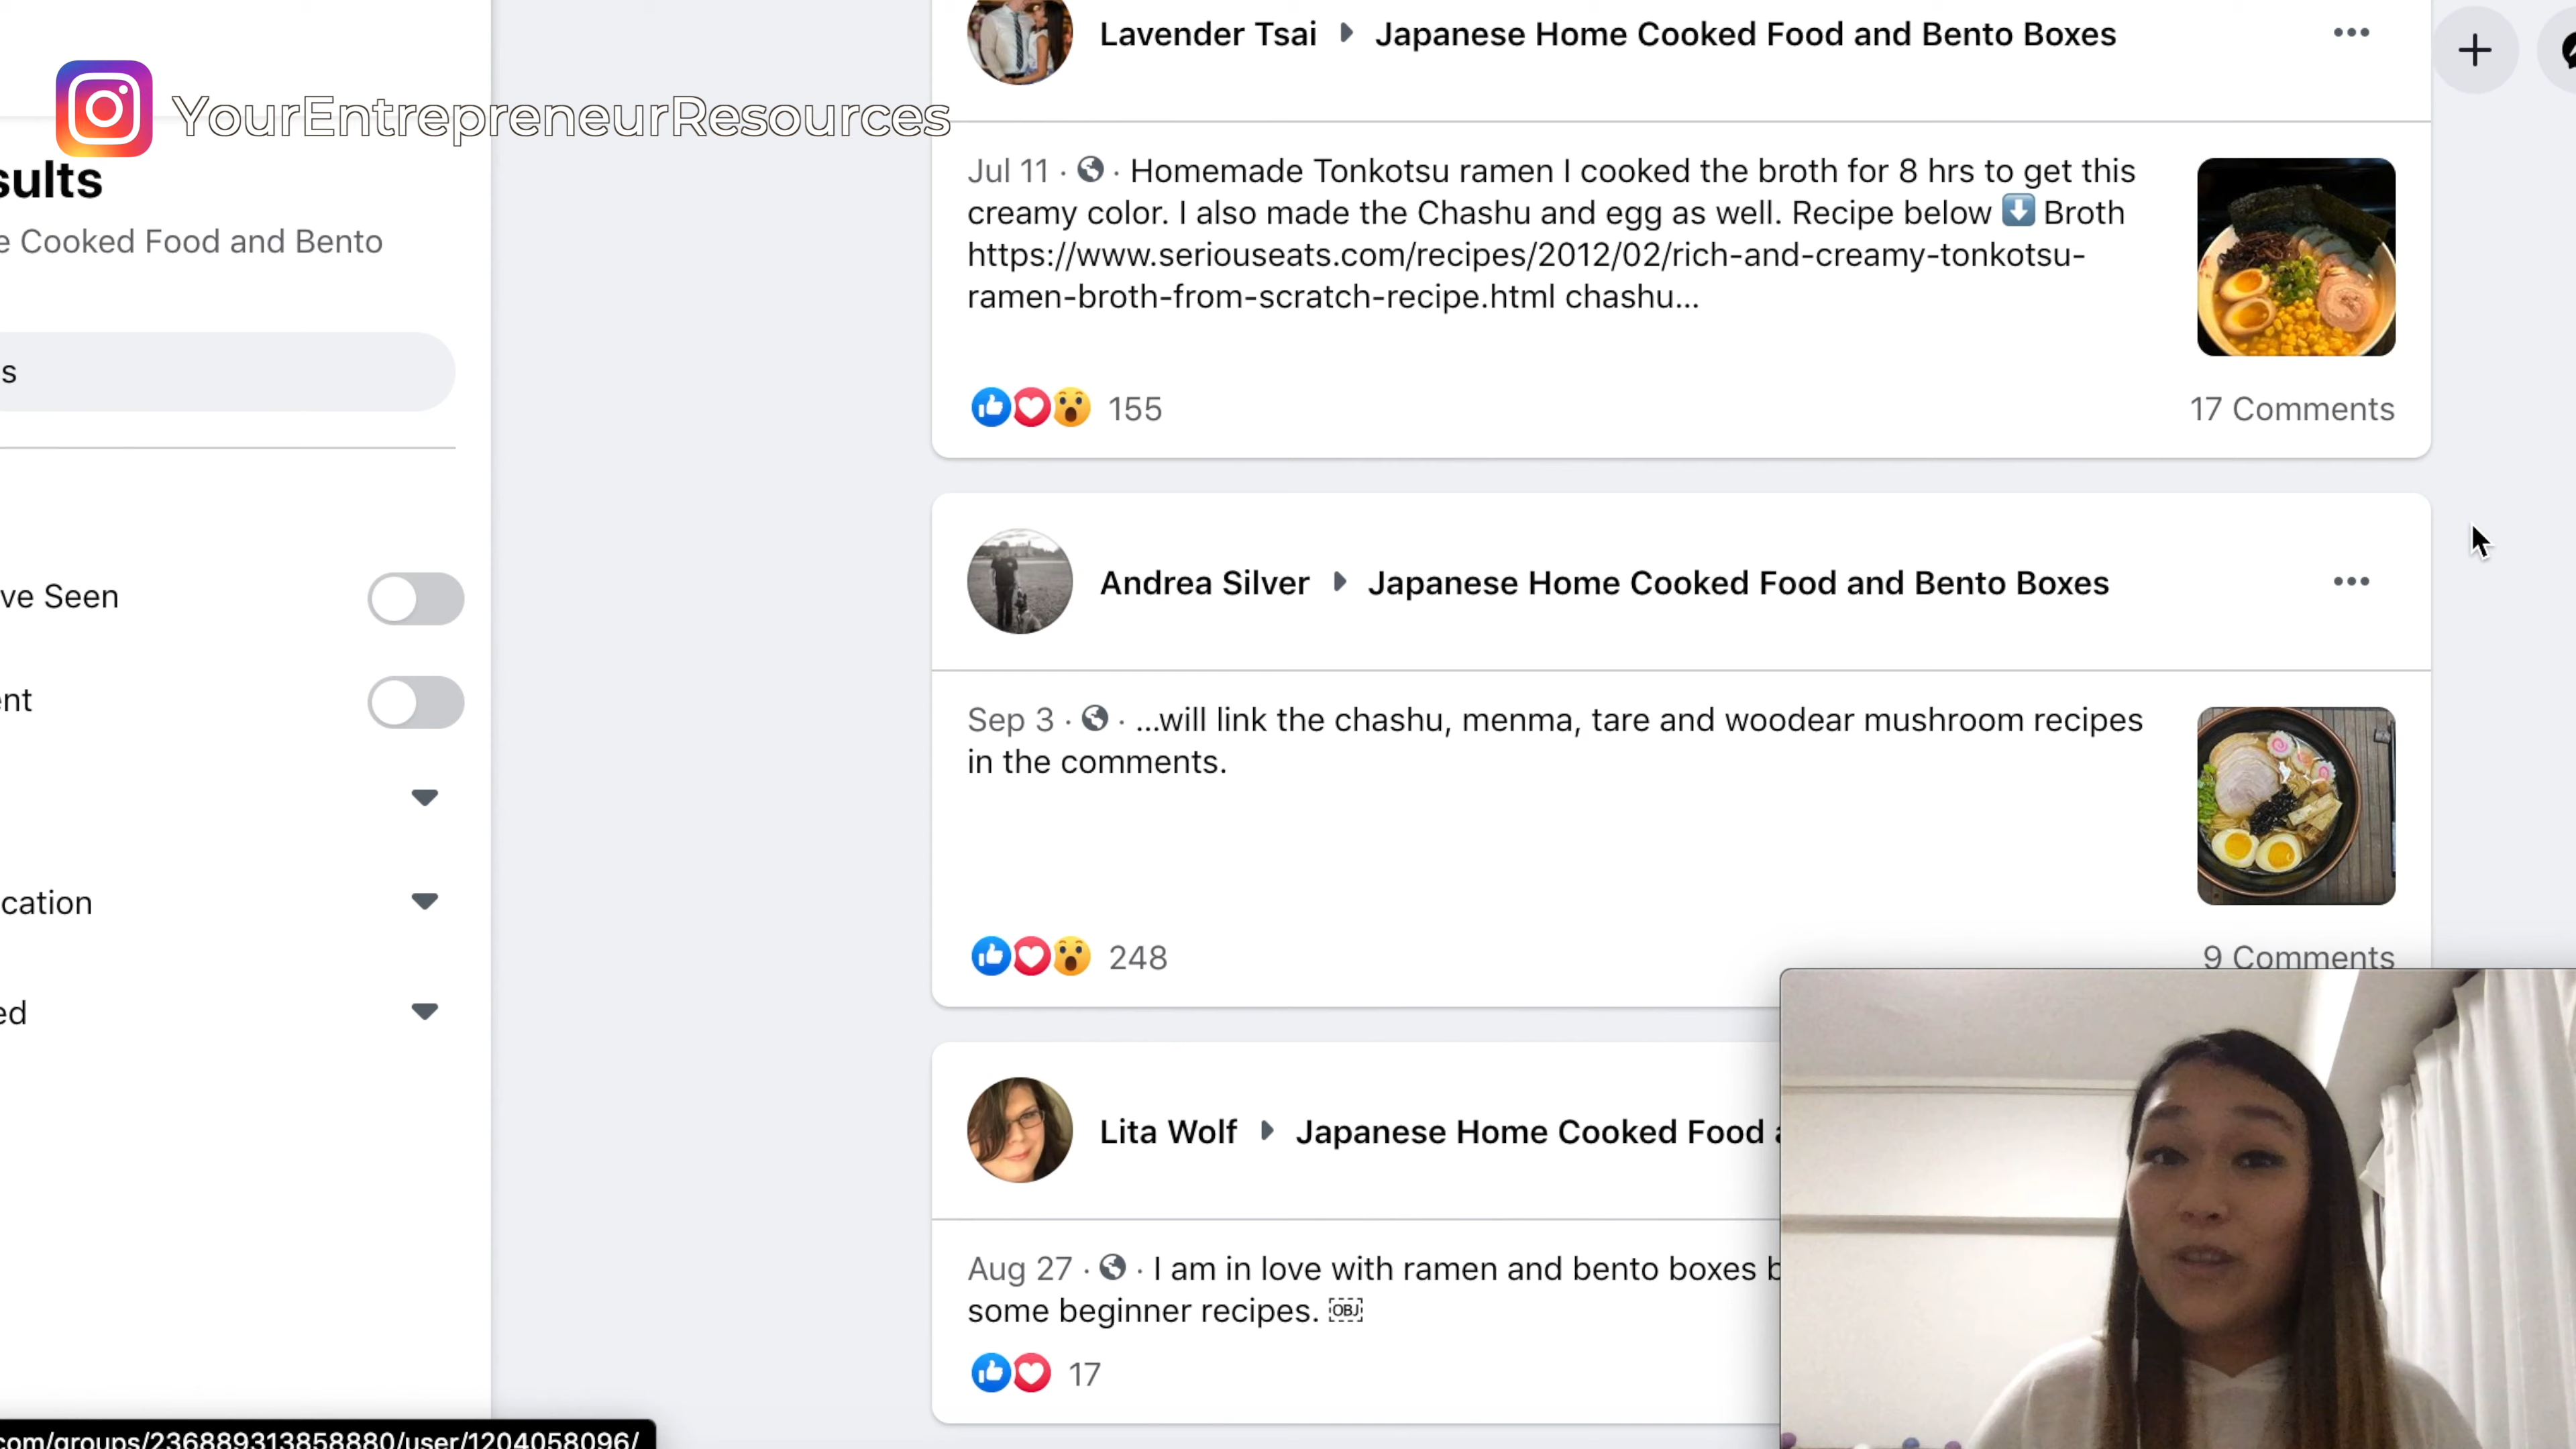 YourEntrepreneurResources
sults
e Cooked Food and Bento
s
ve Seen
ent
cation
ed
Lavender Tsai ▶ Japanese Home Cooked Food and Bento Boxes
Jul 11 · Homemade Tonkotsu ramen I cooked the broth for 8 hrs to get this
creamy color. I also made the Chashu and egg as well. Recipe below ⬇️ Broth
https://www.seriouseats.com/recipes/2012/02/rich-and-creamy-tonkotsu-
ramen-broth-from-scratch-recipe.html chashu...
155
17 Comments
Andrea Silver ▶ Japanese Home Cooked Food and Bento Boxes
Sep 3 · ...will link the chashu, menma, tare and woodear mushroom recipes
in the comments.
248
9 Comments
Lita Wolf ▶ Japanese Home Cooked Food
Aug 27 · I am in love with ramen and bento boxes
some beginner recipes. OBJ
17
com/groups/236889313858880/user/1204058096/